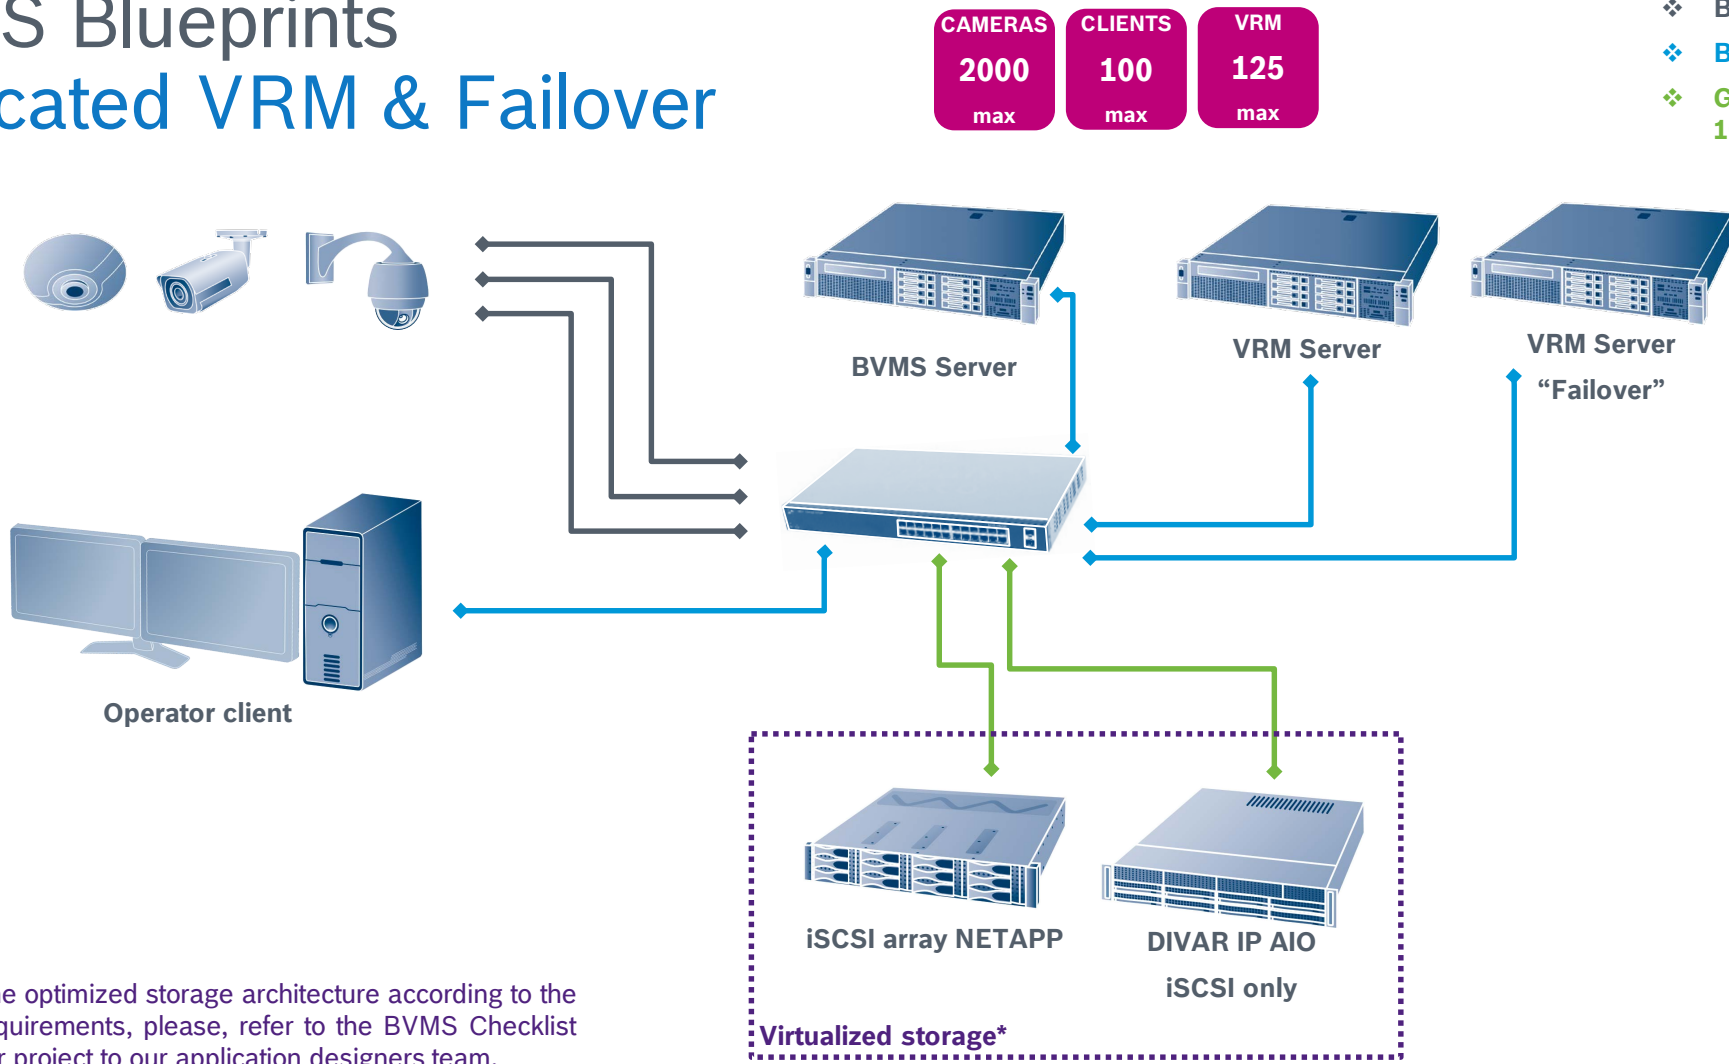 S Blueprints
cated VRM & Failover
CAMERAS
2000
max
CLIENTS
100
max
VRM
125
max
B
B
G
1
BVMS Server
VRM Server
VRM Server
“Failover”
Operator client
iSCSI array NETAPP
DIVAR IP AIO
iSCSI only
Virtualized storage*
ne optimized storage architecture according to the
quirements, please, refer to the BVMS Checklist
r project to our application designers team.